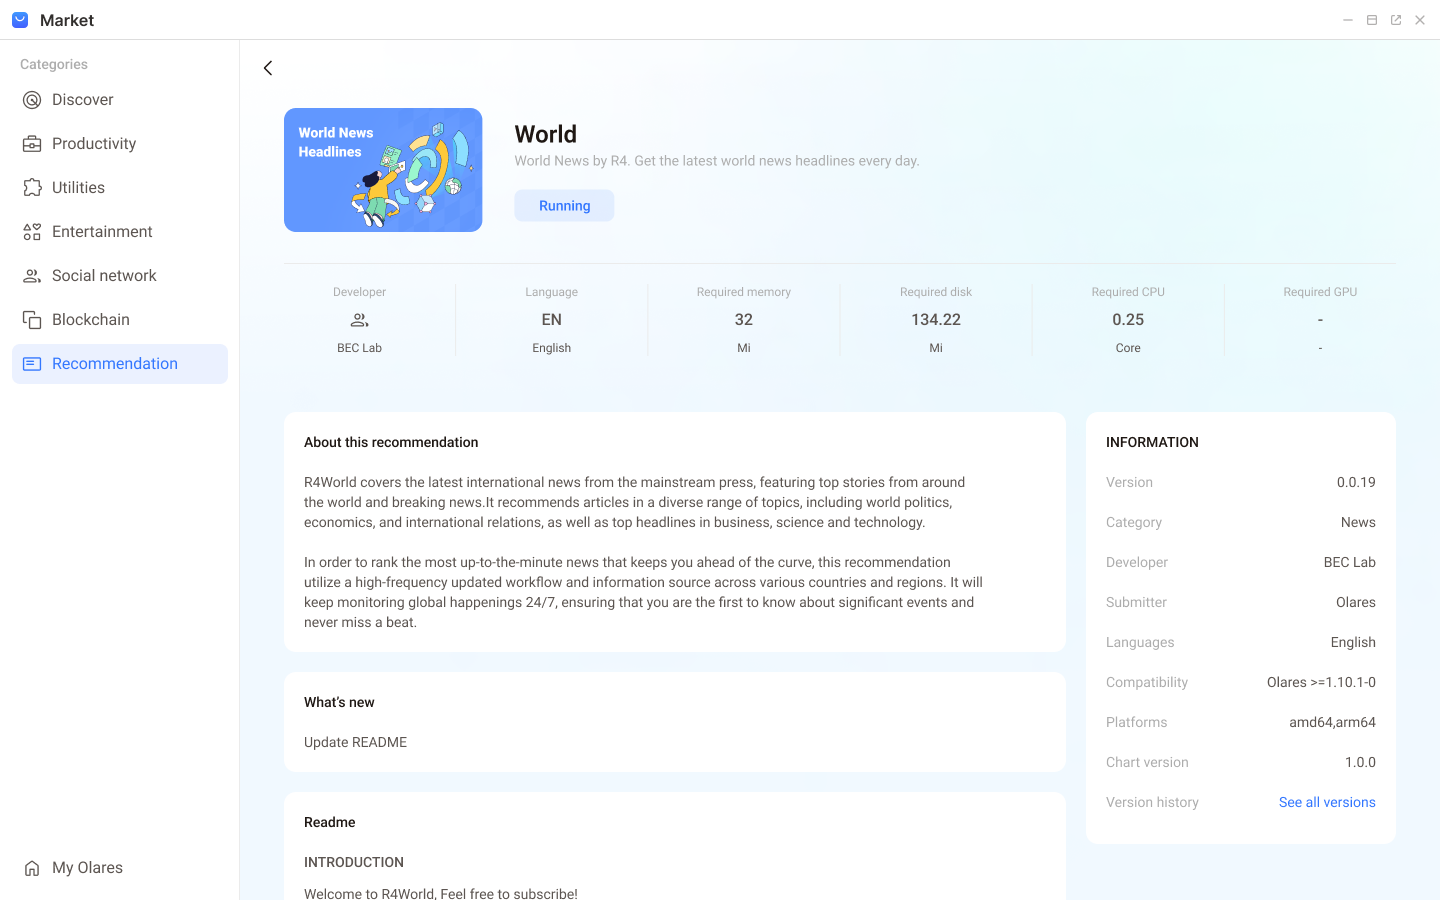 Market
Categories
Discover
Productivity
Utilities
Entertainment
Social network
Blockchain
Recommendation
My Olares
World News
Headlines
World
World News by R4. Get the latest world news headlines every day.
Running
Developer
BEC Lab
Language
EN
English
Required memory
32
Mi
Required disk
134.22
Mi
Required CPU
0.25
Core
Required GPU
-
-
About this recommendation
R4World covers the latest international news from the mainstream press, featuring top stories from around
the world and breaking news.It recommends articles in a diverse range of topics, including world politics,
economics, and international relations, as well as top headlines in business, science and technology.
In order to rank the most up-to-the-minute news that keeps you ahead of the curve, this recommendation
utilize a high-frequency updated workflow and information source across various countries and regions. It will
keep monitoring global happenings 24/7, ensuring that you are the first to know about significant events and
never miss a beat.
What's new
Update README
Readme
INTRODUCTION
Welcome to R4World, Feel free to subscribe!
INFORMATION
Version 0.0.19
Category News
Developer BEC Lab
Submitter Olares
Languages English
Compatibility Olares >=1.10.1-0
Platforms amd64,arm64
Chart version 1.0.0
Version history See all versions